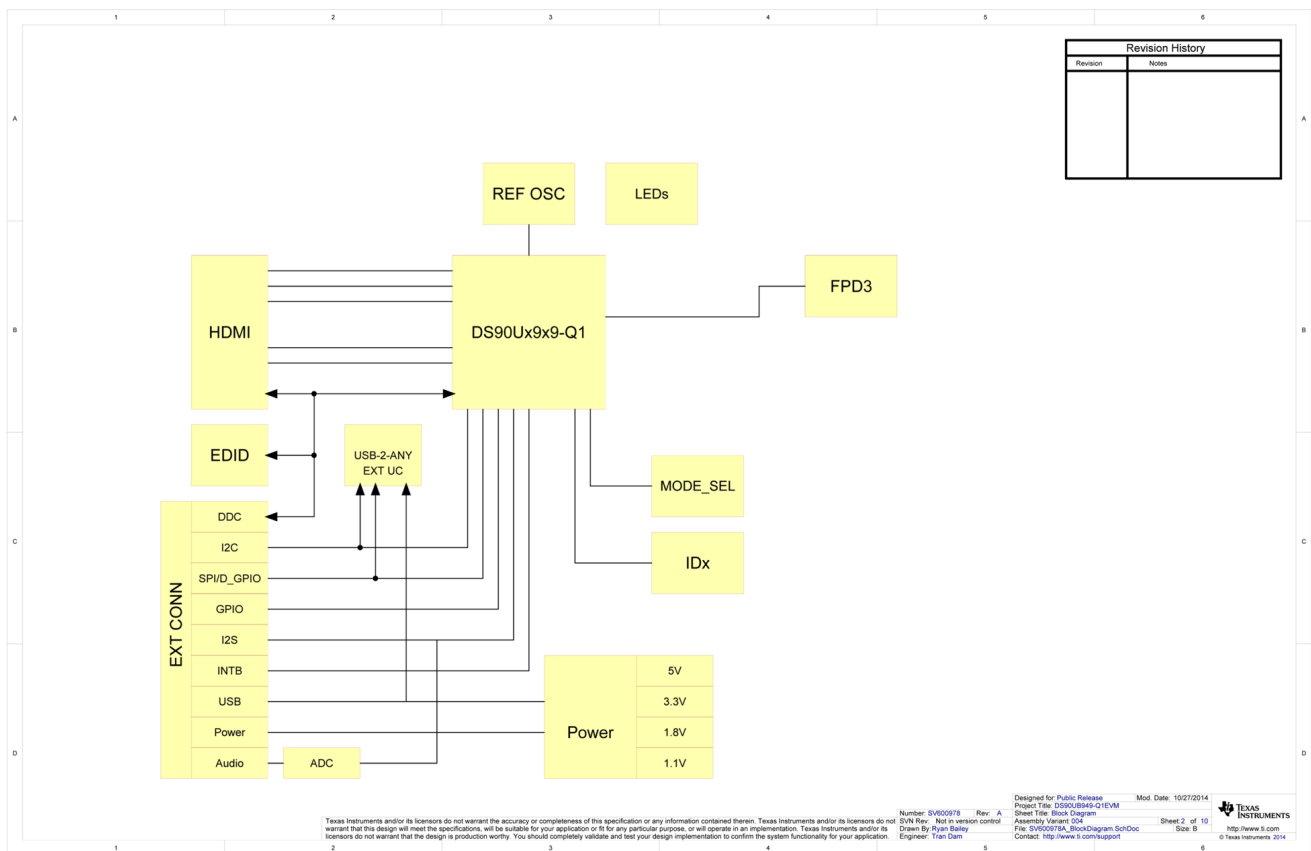 1 2 3 4 5 6
Revision History
Revision Notes
A A
REF OSC LEDs
HDMI
DS90Ux9x9-Q1
FPD3
B B
EDID
USB-2-ANY
EXT UC
MODE_SEL
IDx
C C
EXT CONN
DDC
I2C
SPI/D_GPIO
GPIO
I2S
INTB
USB
Power
Audio
ADC
Power
5V
3.3V
1.8V
1.1V
D D
Texas Instruments and/or its licensors do not warrant the accuracy or completeness of this specification or any information contained therein. Texas Instruments and/or its licensors do not
warrant that this design will meet the specifications, will be suitable for your application or fit for any particular purpose, or will operate in an implementation. Texas Instruments and/or its
licensors do not warrant that the design is production worthy. You should completely validate and test your design implementation to confirm the system functionality for your application.
Number: SV600978 Rev: A
SVN Rev: Not in version control
Drawn By: Ryan Bailey
Engineer: Tran Dam
Designed for: Public Release Mod. Date: 10/27/2014
Project Title: DS90UB949-Q1EVM
Sheet Title: Block Diagram
Assembly Variant: 004 Sheet: 2 of 10
File: SV600978A_BlockDiagram.SchDoc Size: B
Contact: http://www.ti.com/support
TEXAS
INSTRUMENTS
http://www.ti.com
© Texas Instruments 2014
1 2 3 4 5 6